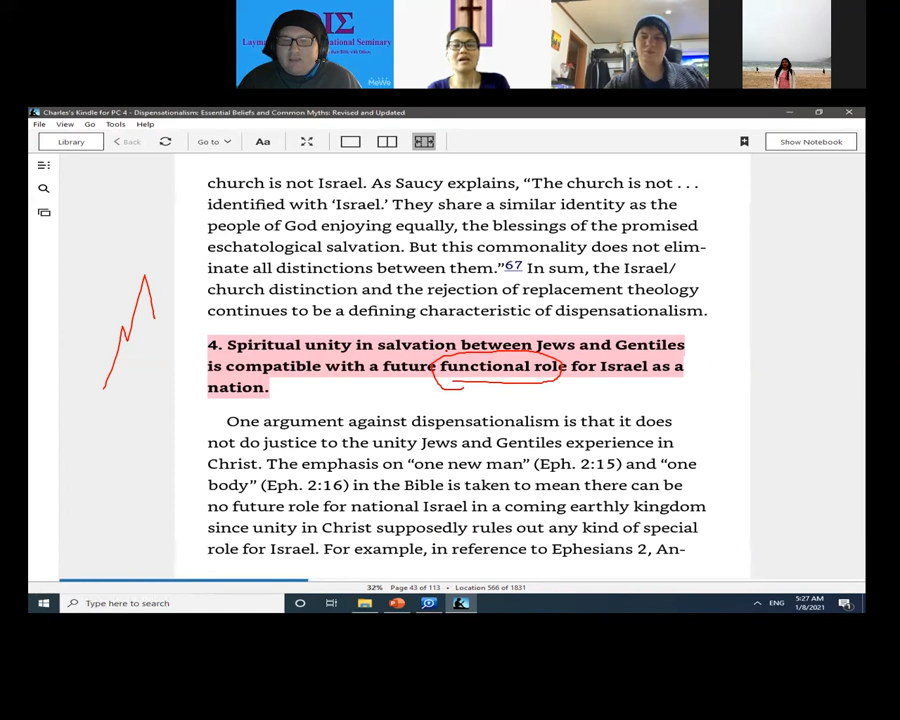 IΣ
Layma
national Seminary
MeWe
Charles's Kindle for PC 4 - Dispensationalism: Essential Beliefs and Common Myths: Revised and Updated
File View Go Tools Help
Library Back Go to Aa Show Notebook
church is not Israel. As Saucy explains, “The church is not . . .
identified with ‘Israel.’ They share a similar identity as the
people of God enjoying equally, the blessings of the promised
eschatological salvation. But this commonality does not elim-
inate all distinctions between them.”67 In sum, the Israel/
church distinction and the rejection of replacement theology
continues to be a defining characteristic of dispensationalism.
4. Spiritual unity in salvation between Jews and Gentiles
is compatible with a future functional role for Israel as a
nation.
One argument against dispensationalism is that it does
not do justice to the unity Jews and Gentiles experience in
Christ. The emphasis on “one new man” (Eph. 2:15) and “one
body” (Eph. 2:16) in the Bible is taken to mean there can be
no future role for national Israel in a coming earthly kingdom
since unity in Christ supposedly rules out any kind of special
role for Israel. For example, in reference to Ephesians 2, An-
32% Page 43 of 113 Location 566 of 1831
Type here to search ENG 5:27 AM
1/8/2021